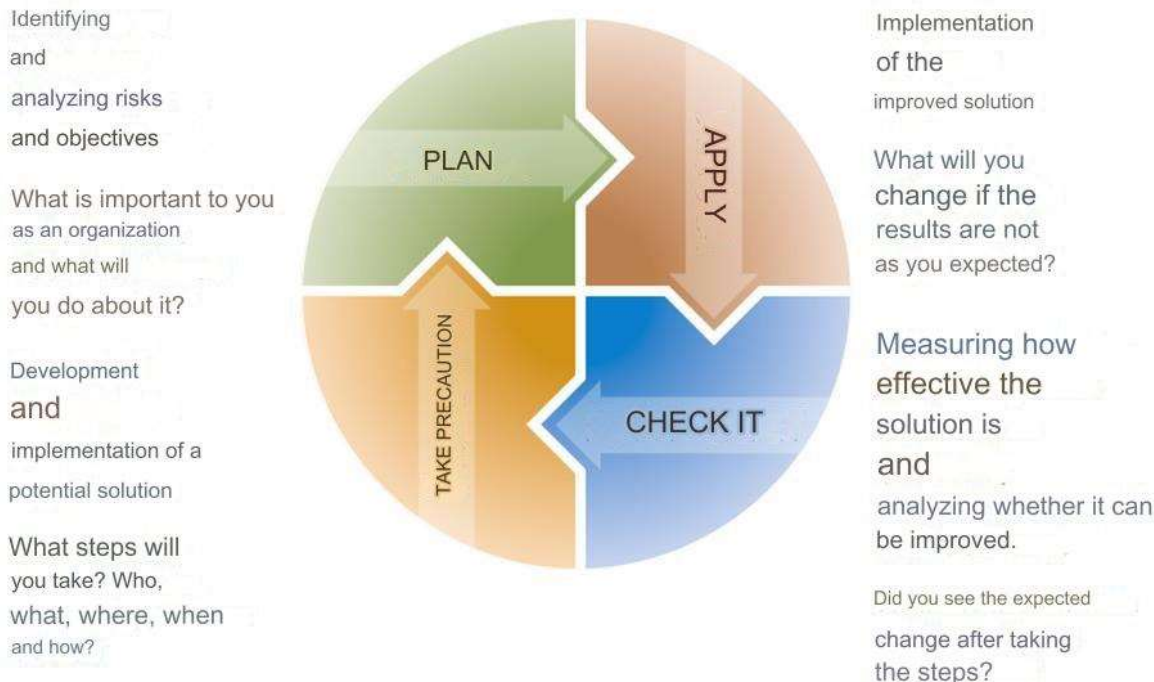 Identifying
and
analyzing risks
and objectives
What is important to you
as an organization
and what will
you do about it?
Development
and
implementation of a
potential solution
What steps will
you take? Who,
what, where, when
and how?
PLAN
APPLY
TAKE PRECAUTION
CHECK IT
Implementation
of the
improved solution
What will you
change if the
results are not
as you expected?
Measuring how
effective the
solution is
and
analyzing whether it can
be improved.
Did you see the expected
change after taking
the steps?